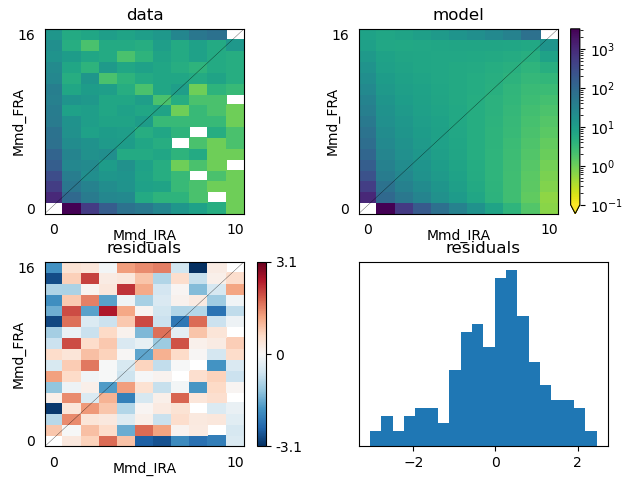 data
model
16
Mmd_FRA
0
0
Mmd_IRA
10
16
Mmd_FRA
0
0
Mmd_IRA
10
10³
10²
10¹
10⁰
10⁻¹
residuals
residuals
16
Mmd_FRA
0
0
Mmd_IRA
10
3.1
0
-3.1
−2
0
2